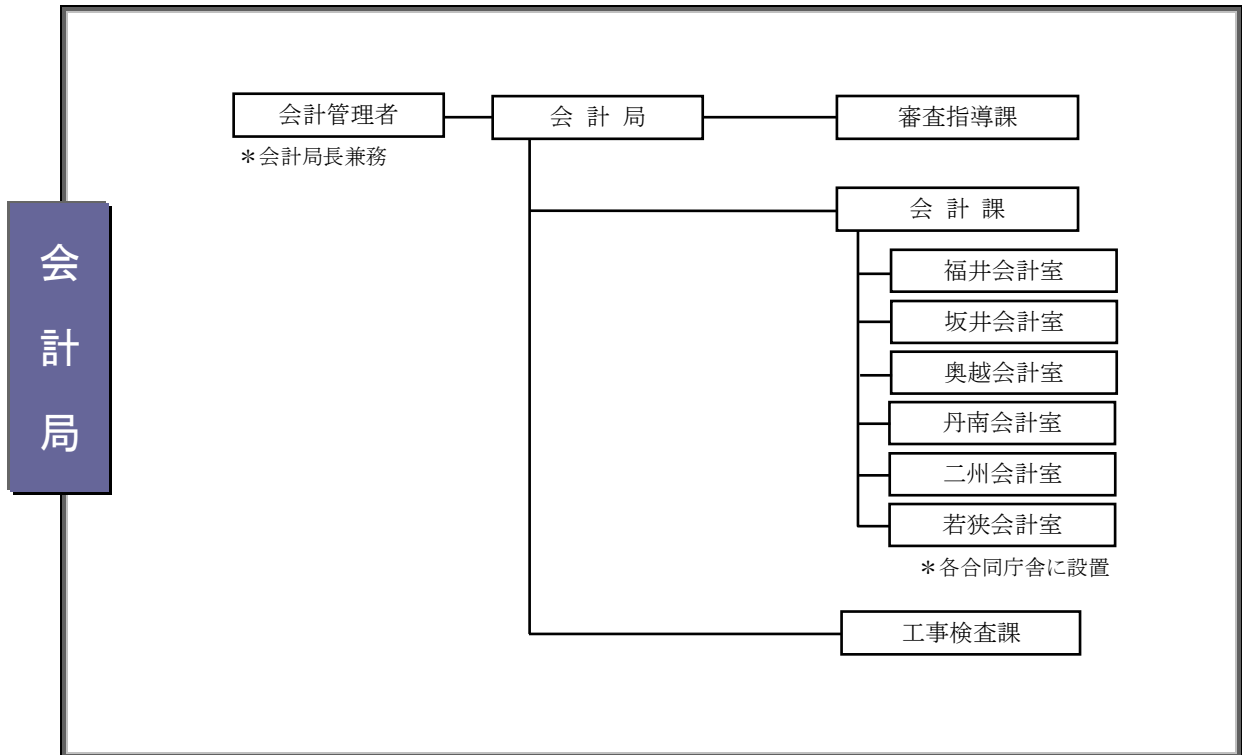 会計局
会計管理者
＊会計局長兼務
会 計 局
審査指導課
会 計 課
福井会計室
坂井会計室
奥越会計室
丹南会計室
二州会計室
若狭会計室
＊各合同庁舎に設置
工事検査課